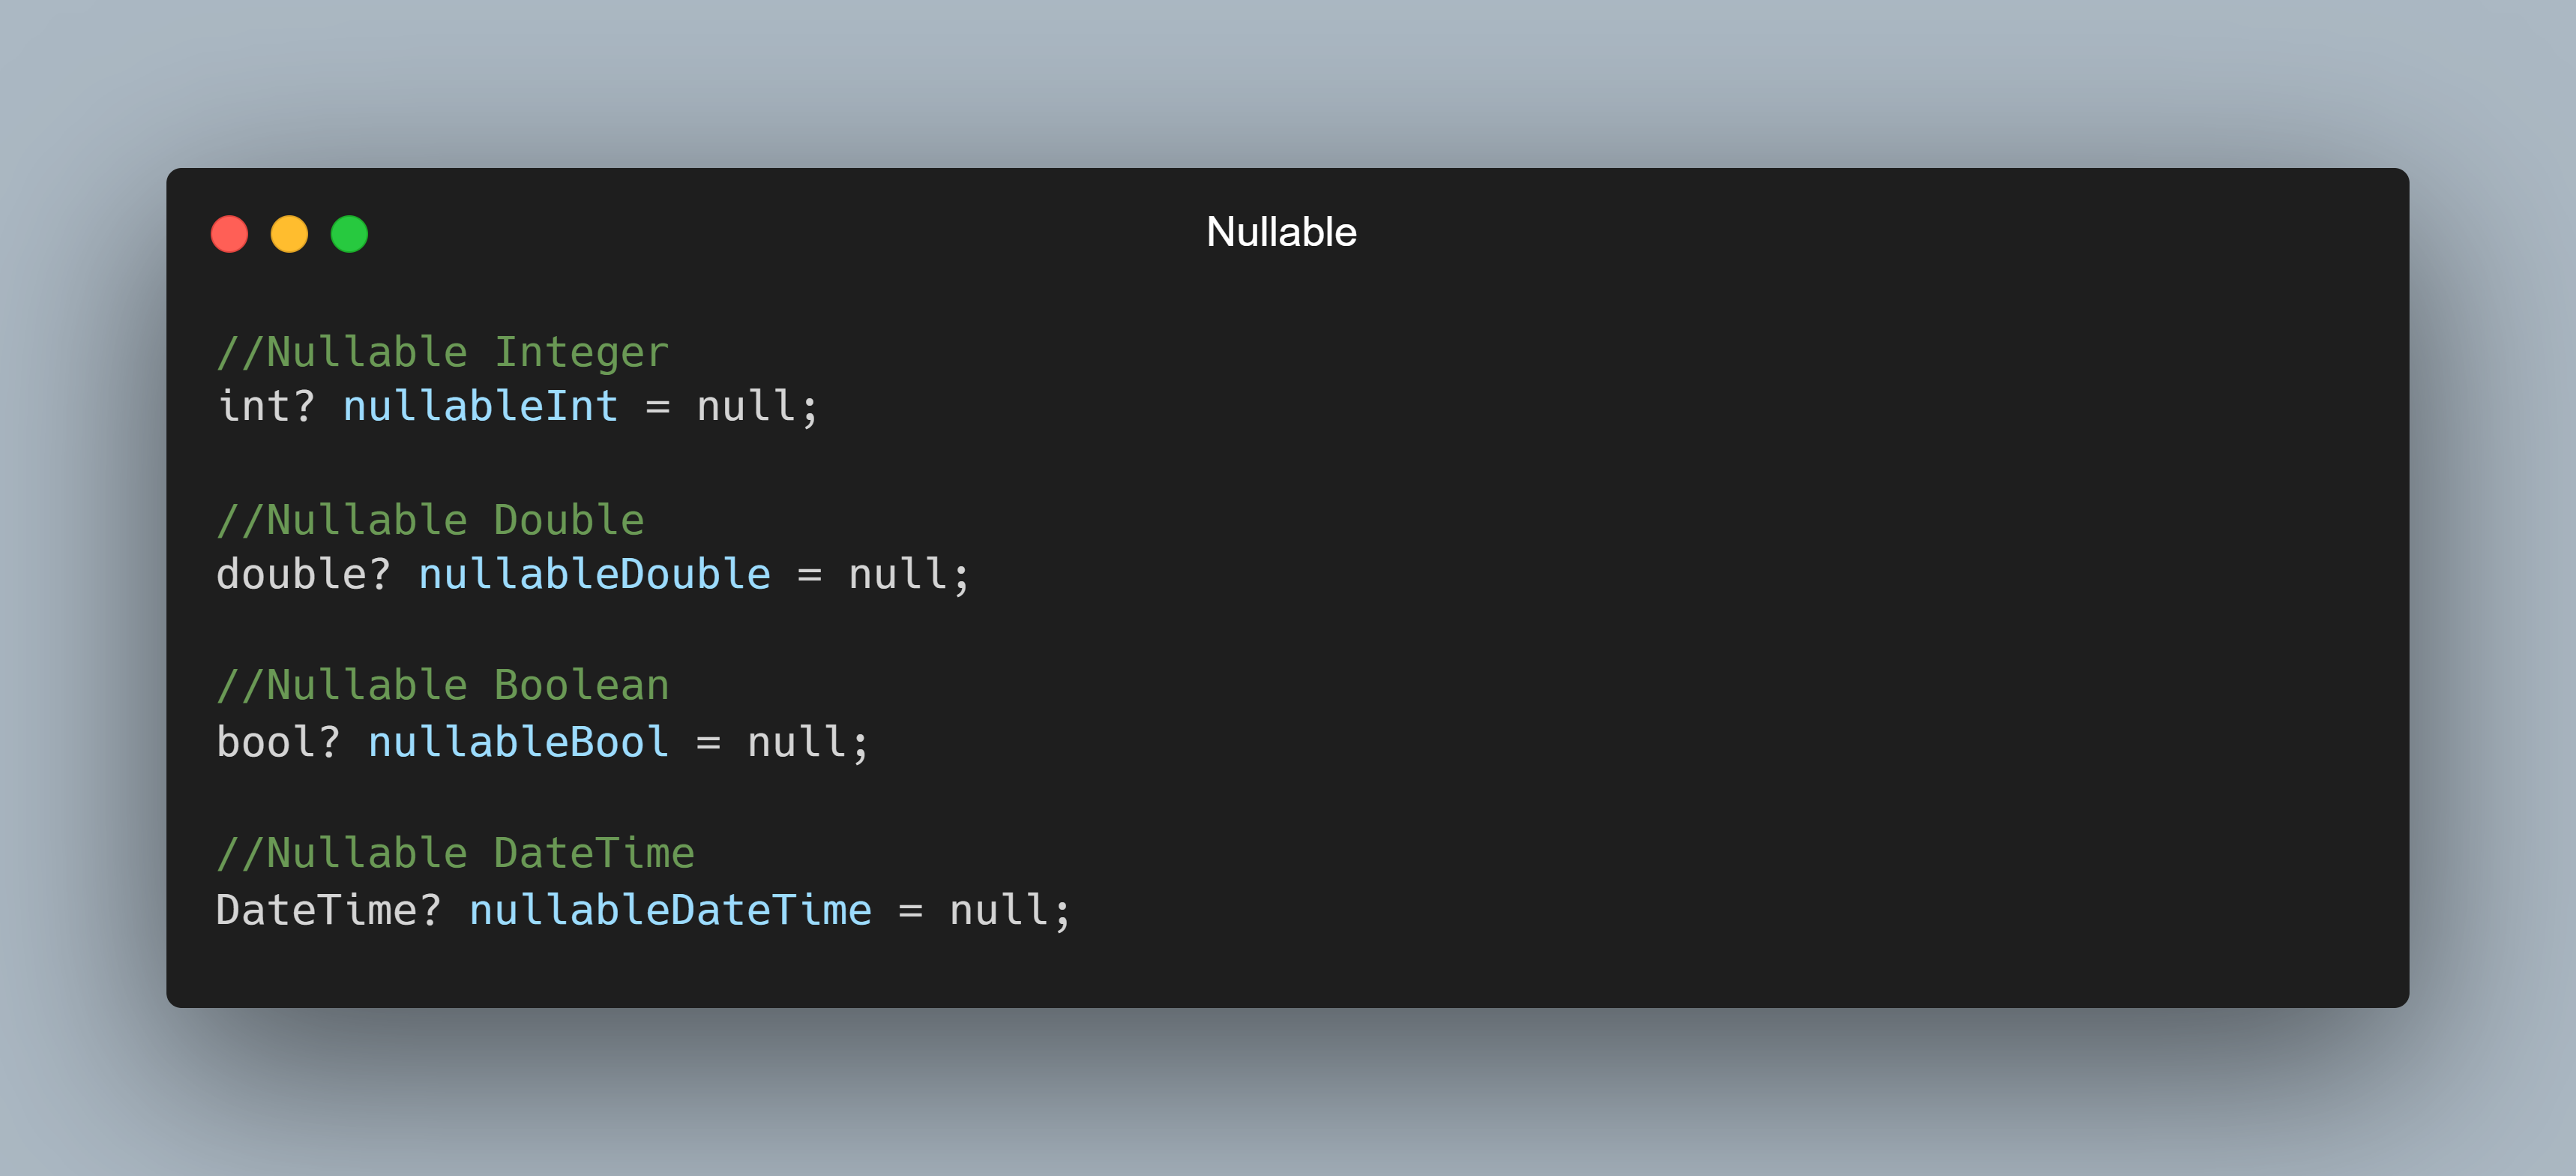 Nullable
//Nullable Integer
int? nullableInt = null;
//Nullable Double
double? nullableDouble = null;
//Nullable Boolean
bool? nullableBool = null;
//Nullable DateTime
DateTime? nullableDateTime = null;